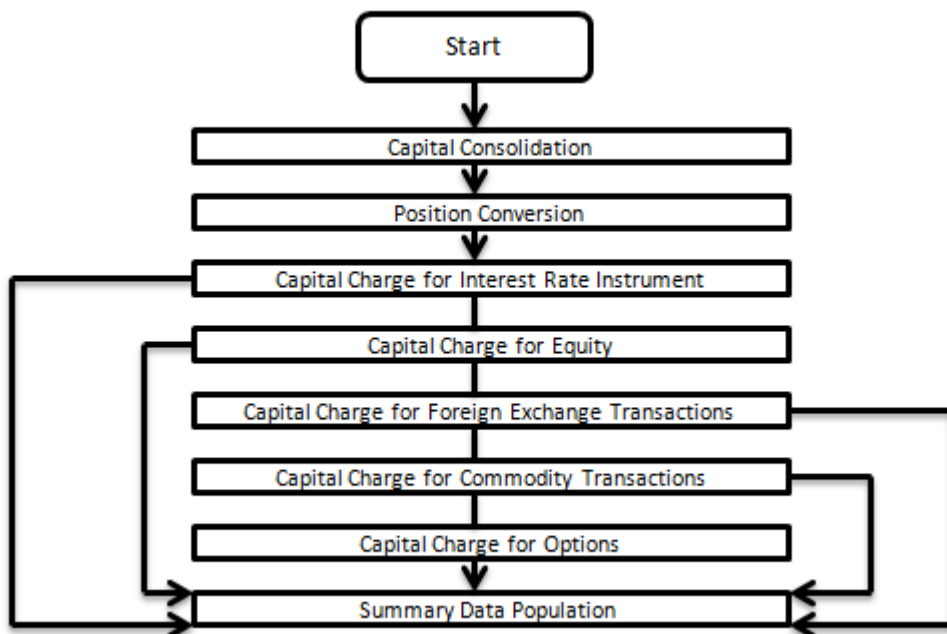 Start
Capital Consolidation
Position Conversion
Capital Charge for Interest Rate Instrument
Capital Charge for Equity
Capital Charge for Foreign Exchange Transactions
Capital Charge for Commodity Transactions
Capital Charge for Options
Summary Data Population